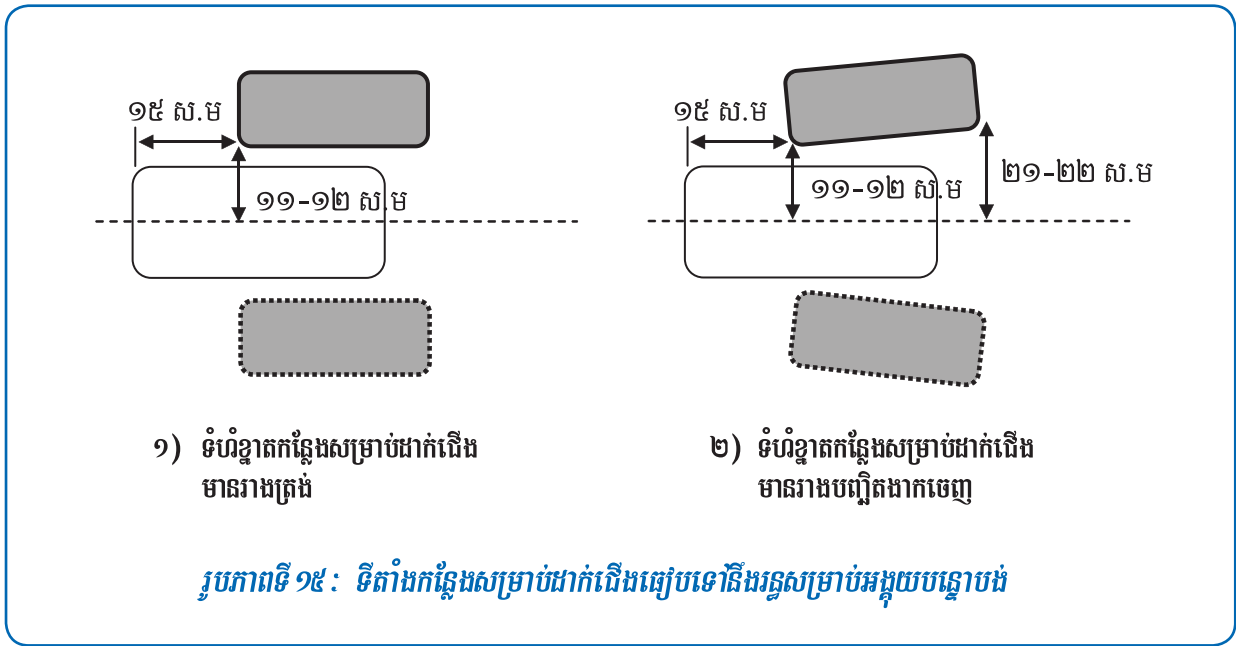 ១៥ ស.ម
១១-១២ ស.ម
១៥ ស.ម
១១-១២ ស.ម
២១-២២ ស.ម
១) ទំហំខ្នាតកន្លែងសម្រាប់ដាក់ជើង
មានរាងត្រង់
២) ទំហំខ្នាតកន្លែងសម្រាប់ដាក់ជើង
មានរាងបញ្ឆិតងាកចេញ
រូបភាពទី ១៥ : ទីតាំងកន្លែងសម្រាប់ដាក់ជើងធៀបទៅនឹងរន្ធសម្រាប់អង្គុយបន្ទោបង់